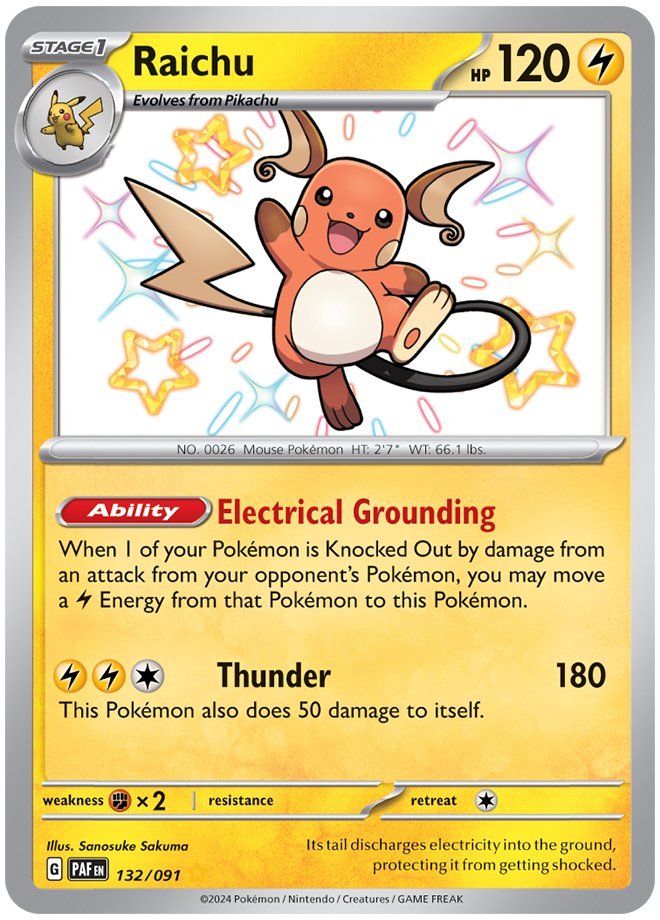 STAGE1
Raichu
HP 120
Evolves from Pikachu
NO. 0026 Mouse Pokémon HT: 2'7" WT: 66.1 lbs.
Ability Electrical Grounding
When 1 of your Pokémon is Knocked Out by damage from
an attack from your opponent's Pokémon, you may move
a Energy from that Pokémon to this Pokémon.
Thunder 180
This Pokémon also does 50 damage to itself.
weakness ×2 resistance retreat
Illus. Sanosuke Sakuma
Its tail discharges electricity into the ground,
protecting it from getting shocked.
G PAF EN 132/091
©2024 Pokémon / Nintendo / Creatures / GAME FREAK